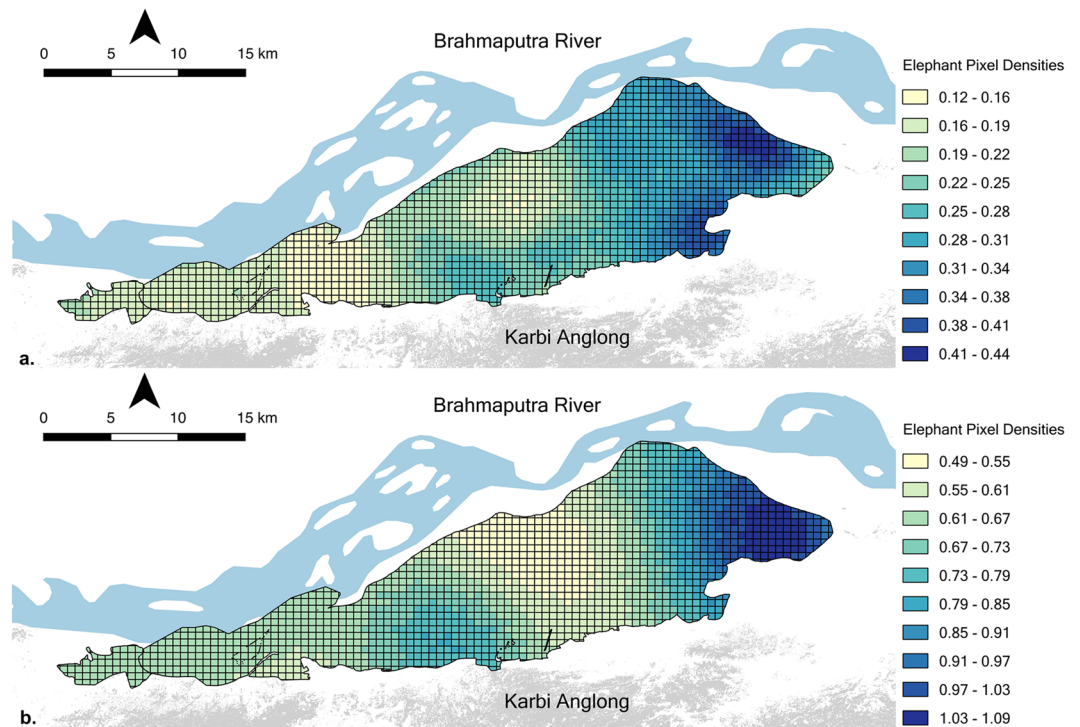 0 5 10 15 km
Brahmaputra River
Karbi Anglong
a.
Elephant Pixel Densities
0.12 - 0.16
0.16 - 0.19
0.19 - 0.22
0.22 - 0.25
0.25 - 0.28
0.28 - 0.31
0.31 - 0.34
0.34 - 0.38
0.38 - 0.41
0.41 - 0.44
0 5 10 15 km
Brahmaputra River
Karbi Anglong
b.
Elephant Pixel Densities
0.49 - 0.55
0.55 - 0.61
0.61 - 0.67
0.67 - 0.73
0.73 - 0.79
0.79 - 0.85
0.85 - 0.91
0.91 - 0.97
0.97 - 1.03
1.03 - 1.09